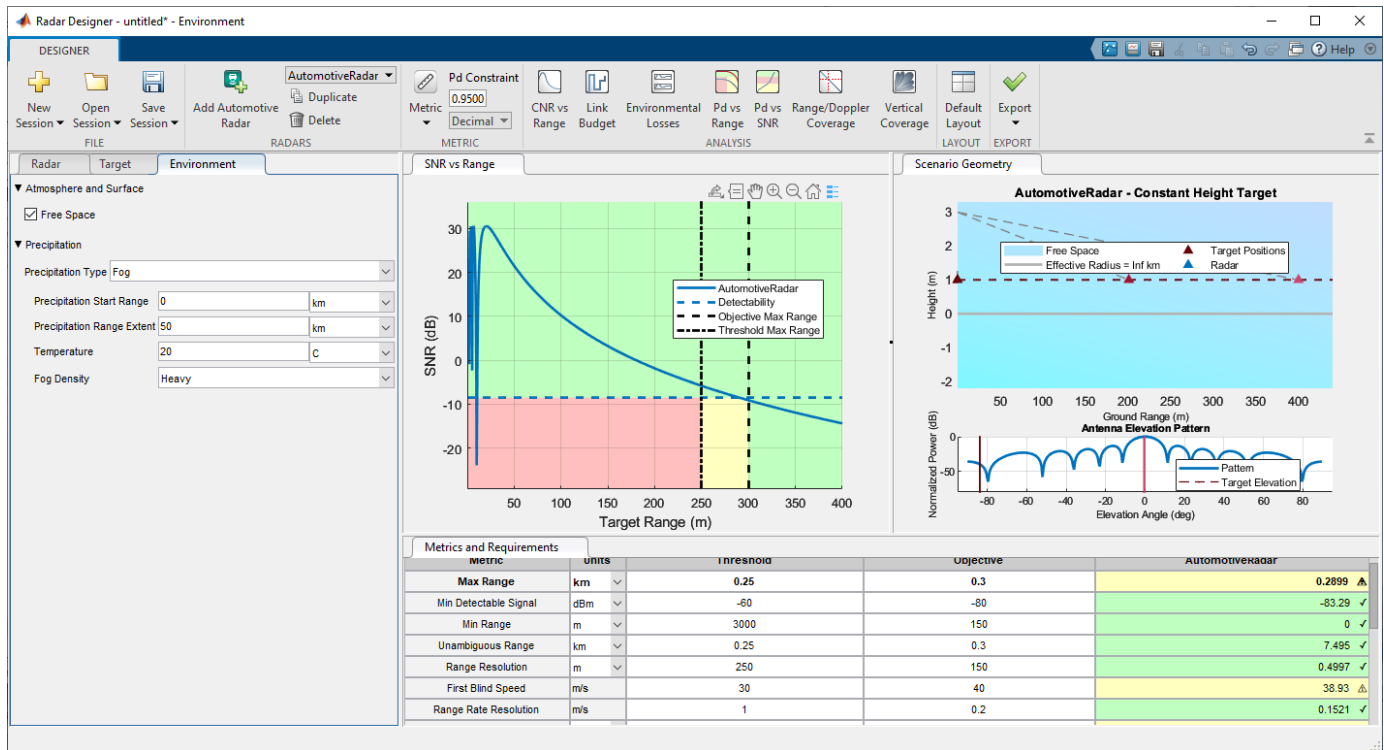 Radar Designer - untitled* - Environment
DESIGNER
Help
New Session
Open Session
Save Session
FILE
Add Automotive Radar
AutomotiveRadar
Duplicate
Delete
RADARS
Metric
Pd Constraint
0.9500
Decimal
METRIC
CNR vs Range
Link Budget
Environmental Losses
Pd vs Range
Pd vs SNR
Range/Doppler Coverage
Vertical Coverage
ANALYSIS
Default Layout
LAYOUT
Export
EXPORT
Radar Target Environment
Atmosphere and Surface
Free Space
Precipitation
Precipitation Type Fog
Precipitation Start Range 0 km
Precipitation Range Extent 50 km
Temperature 20 C
Fog Density Heavy
SNR vs Range
SNR (dB)
30
20
10
0
-10
-20
AutomotiveRadar
Detectability
Objective Max Range
Threshold Max Range
50 100 150 200 250 300 350 400
Target Range (m)
Scenario Geometry
AutomotiveRadar - Constant Height Target
Height (m)
3
2
1
0
-1
-2
Free Space
Effective Radius = Inf km
Target Positions
Radar
50 100 150 200 250 300 350 400
Ground Range (m)
Antenna Elevation Pattern
Normalized Power (dB)
0
-50
Pattern
Target Elevation
-80 -60 -40 -20 0 20 40 60 80
Elevation Angle (deg)
Metrics and Requirements
Metric Units Threshold Objective AutomotiveRadar
Max Range km 0.25 0.3 0.2899
Min Detectable Signal dBm -60 -80 -83.29
Min Range m 3000 150 0
Unambiguous Range km 0.25 0.3 7.495
Range Resolution m 250 150 0.4997
First Blind Speed m/s 30 40 38.93
Range Rate Resolution m/s 1 0.2 0.1521